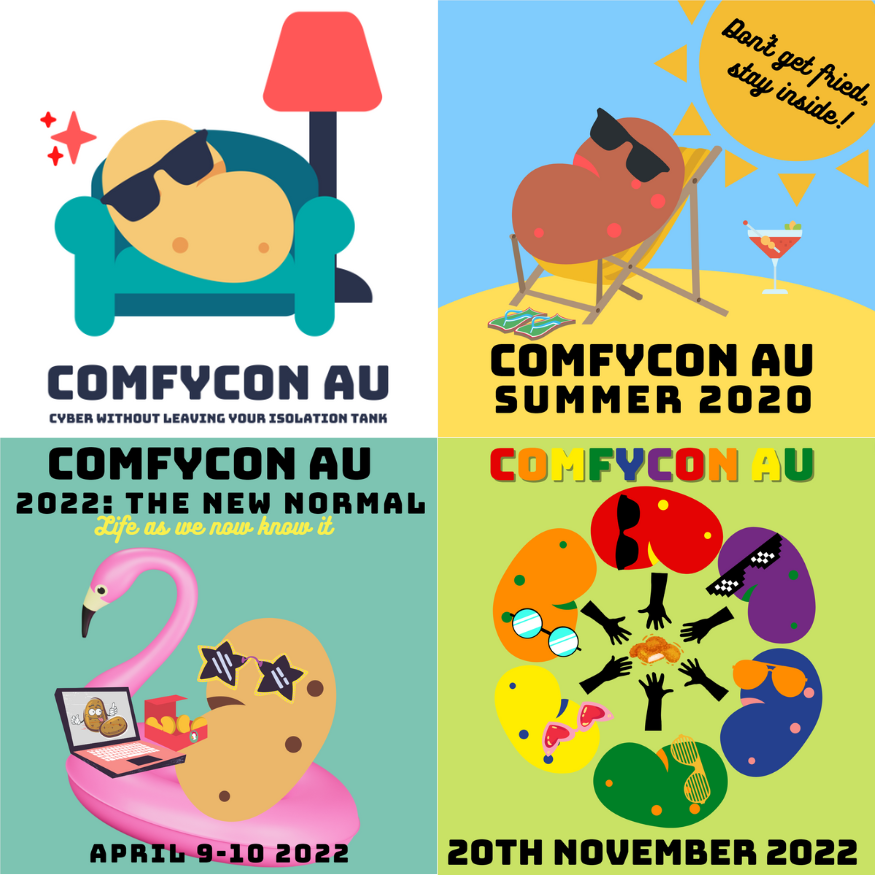 COMFYCON AU
CYBER WITHOUT LEAVING YOUR ISOLATION TANK
Don't get fried,
stay inside!
COMFYCON AU
SUMMER 2020
COMFYCON AU
2022: THE NEW NORMAL
Life as we now know it
APRIL 9-10 2022
COMFYCON AU
20TH NOVEMBER 2022